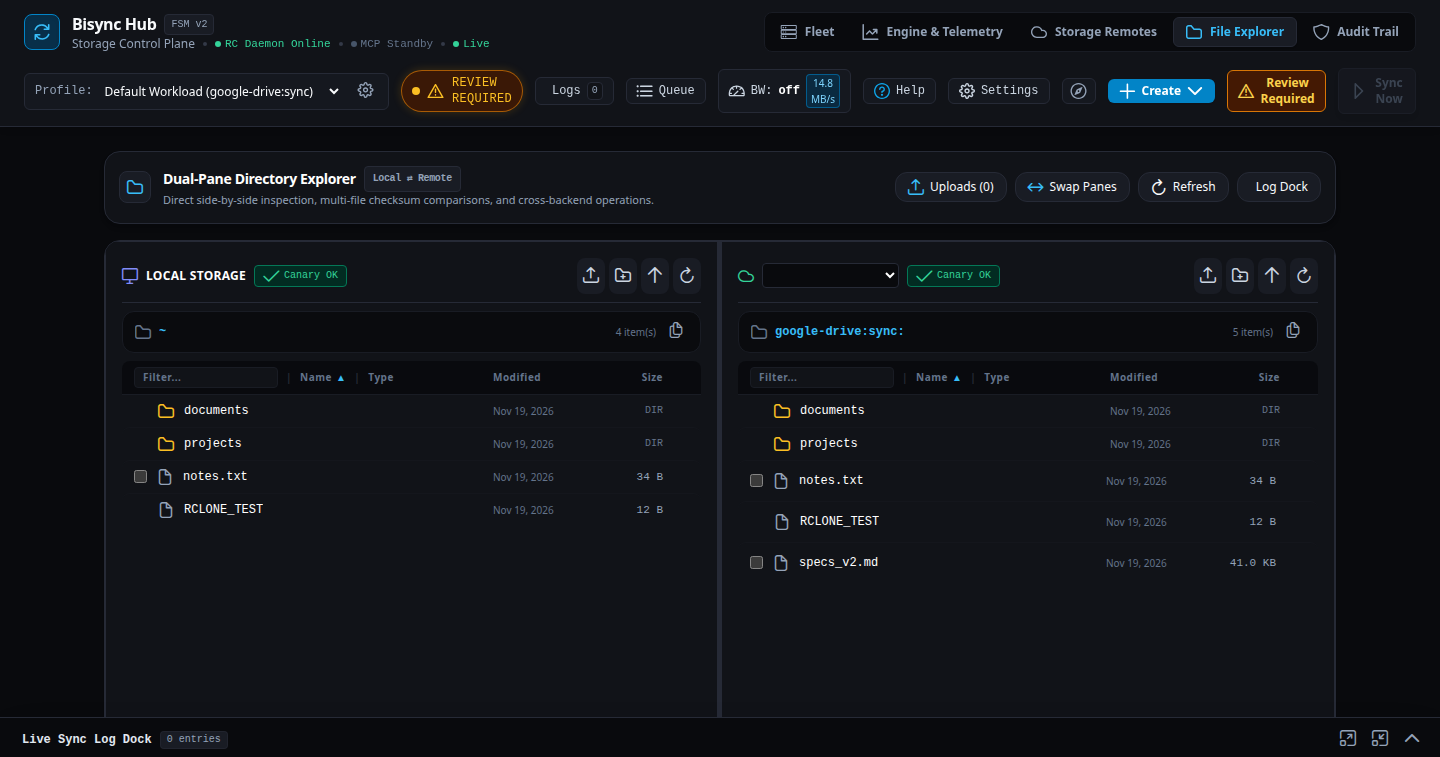 Bisync Hub FSM v2
Storage Control Plane • RC Daemon Online • MCP Standby • Live
Fleet Engine & Telemetry Storage Remotes File Explorer Audit Trail
Profile: Default Workload (google-drive:sync)
REVIEW
REQUIRED
Logs 0
Queue
BW: off 14.8
MB/s
Help
Settings
Create
Review
Required
Sync
Now
Dual-Pane Directory Explorer Local ⇌ Remote
Direct side-by-side inspection, multi-file checksum comparisons, and cross-backend operations.
Uploads (0) Swap Panes Refresh Log Dock
LOCAL STORAGE Canary OK
~ 4 item(s)
Filter... | Name ▲ | Type Modified Size
documents Nov 19, 2026 DIR
projects Nov 19, 2026 DIR
notes.txt Nov 19, 2026 34 B
RCLONE_TEST Nov 19, 2026 12 B
Canary OK
google-drive:sync: 5 item(s)
Filter... | Name ▲ | Type Modified Size
documents Nov 19, 2026 DIR
projects Nov 19, 2026 DIR
notes.txt Nov 19, 2026 34 B
RCLONE_TEST Nov 19, 2026 12 B
specs_v2.md Nov 19, 2026 41.0 KB
Live Sync Log Dock 0 entries